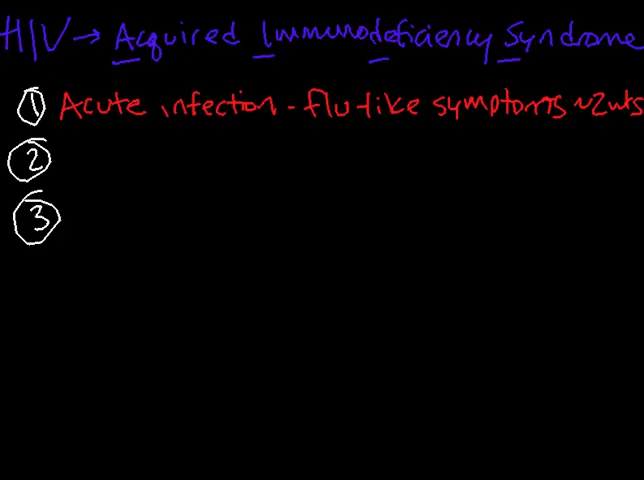 HIV → Acquired Immunodeficiency Syndrome
① Acute infection - flu-like symptoms ~2wks
②
③